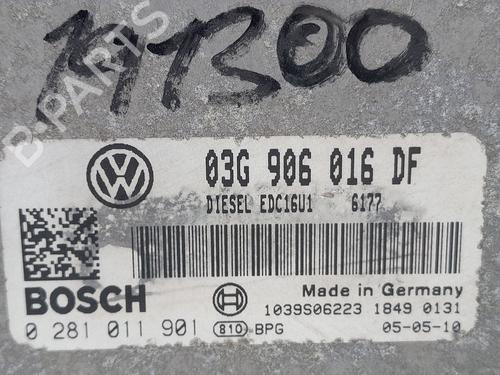 B-PARTS
03G 906 016 DF
DIESEL EDC16U1 6177
BOSCH
Made in Germany
1039S06223 1849 0131
0 281 011 901 810 BPG 05-05-10